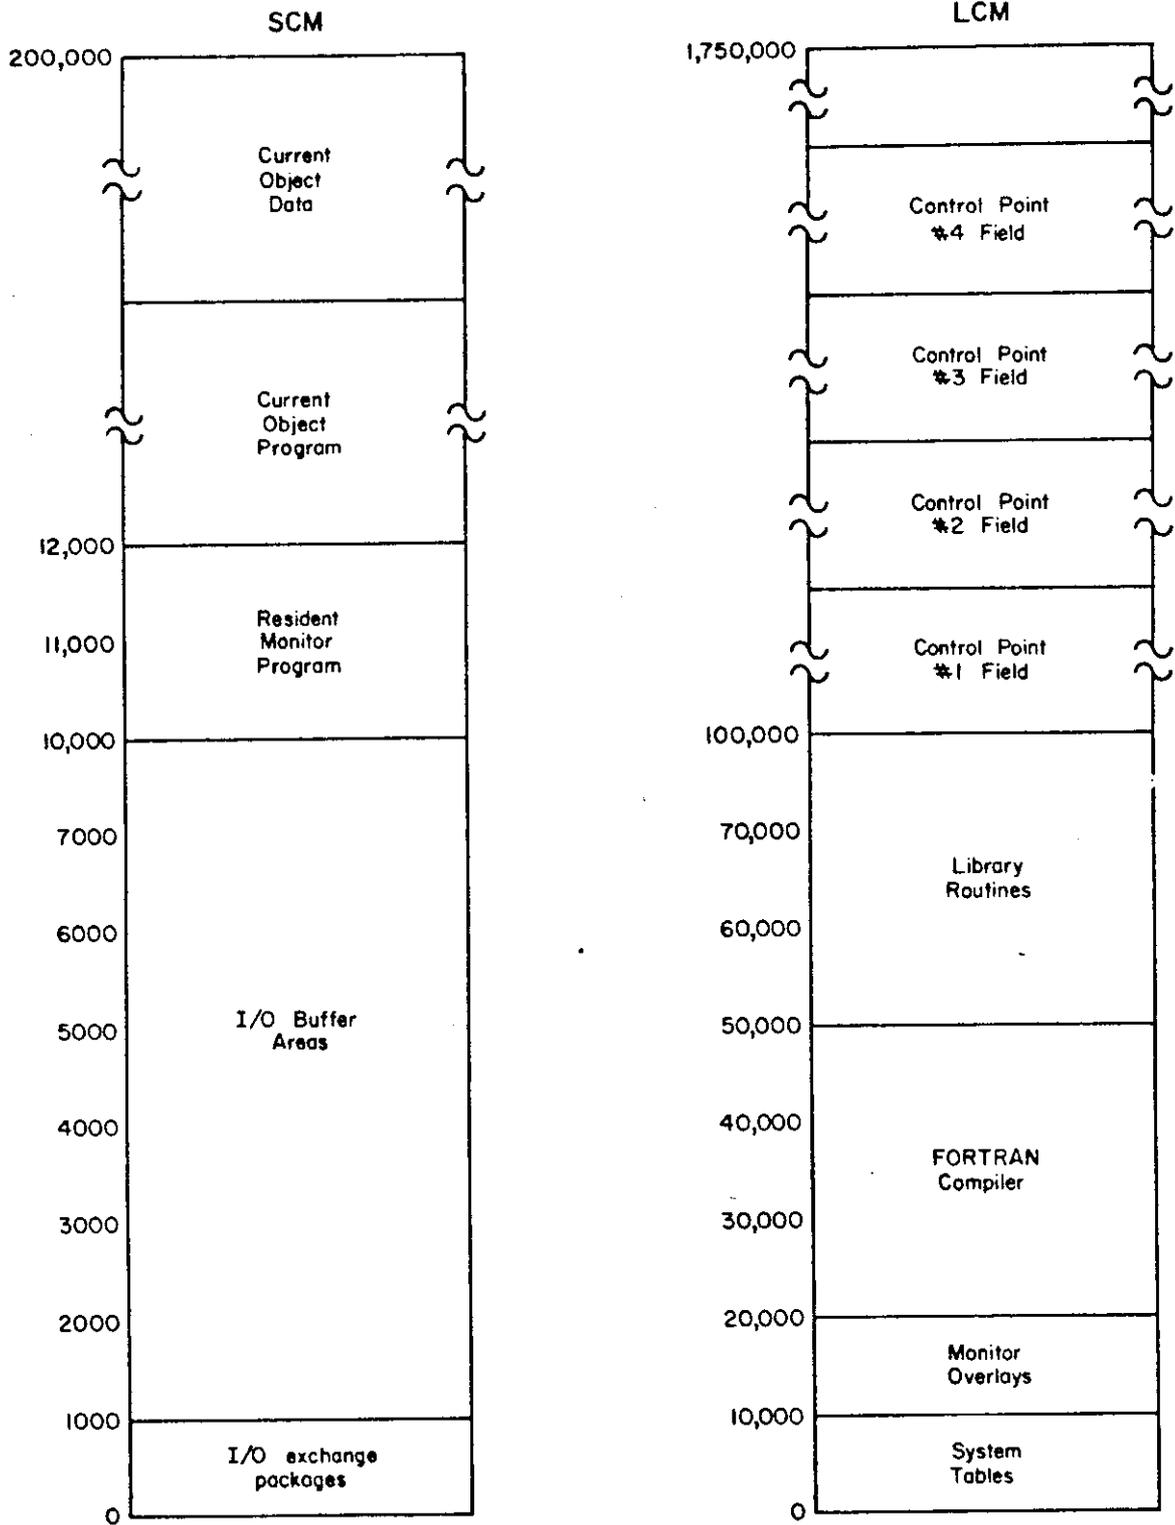 SCM
200,000
Current
Object
Data
Current
Object
Program
12,000
Resident
Monitor
Program
11,000
10,000
7000
6000
I/O Buffer
Areas
5000
4000
3000
2000
1000
I/O exchange
packages
0
LCM
1,750,000
Control Point
#4 Field
Control Point
#3 Field
Control Point
#2 Field
Control Point
#1 Field
100,000
70,000
Library
Routines
60,000
50,000
40,000
FORTRAN
Compiler
30,000
20,000
Monitor
Overlays
10,000
System
Tables
0